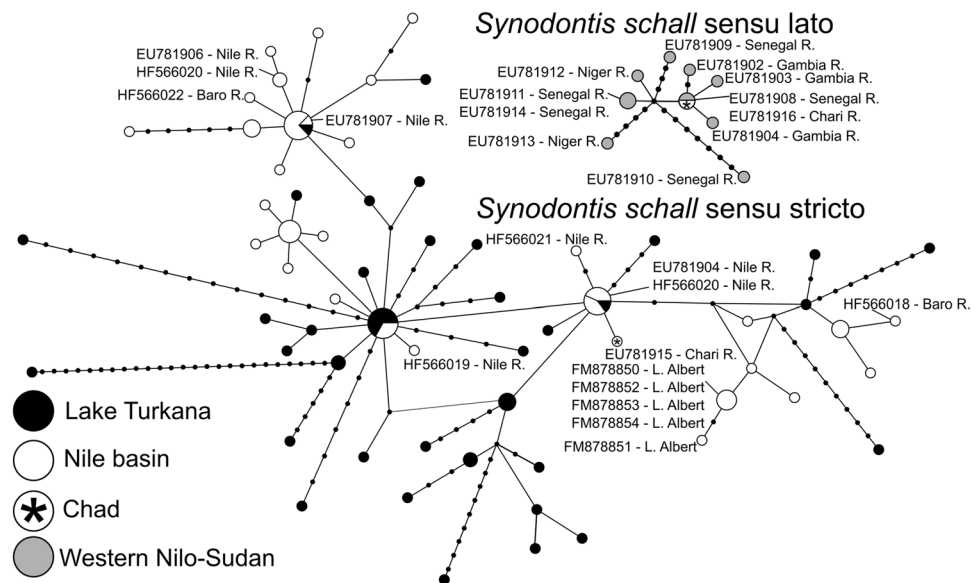 Synodontis schall sensu lato
EU781909 - Senegal R.
EU781906 - Nile R.
HF566020 - Nile R.
HF566022 - Baro R.
EU781907 - Nile R.
EU781912 - Niger R.
EU781902 - Gambia R.
EU781903 - Gambia R.
EU781911 - Senegal R.
EU781908 - Senegal R.
EU781914 - Senegal R.
EU781916 - Chari R.
EU781904 - Gambia R.
EU781913 - Niger R.
EU781910 - Senegal R.
Synodontis schall sensu stricto
HF566021 - Nile R.
EU781904 - Nile R.
HF566020 - Nile R.
HF566018 - Baro R.
HF566019 - Nile R.
EU781915 - Chari R.
FM878850 - L. Albert
FM878852 - L. Albert
FM878853 - L. Albert
FM878854 - L. Albert
FM878851 - L. Albert
Lake Turkana
Nile basin
* Chad
Western Nilo-Sudan